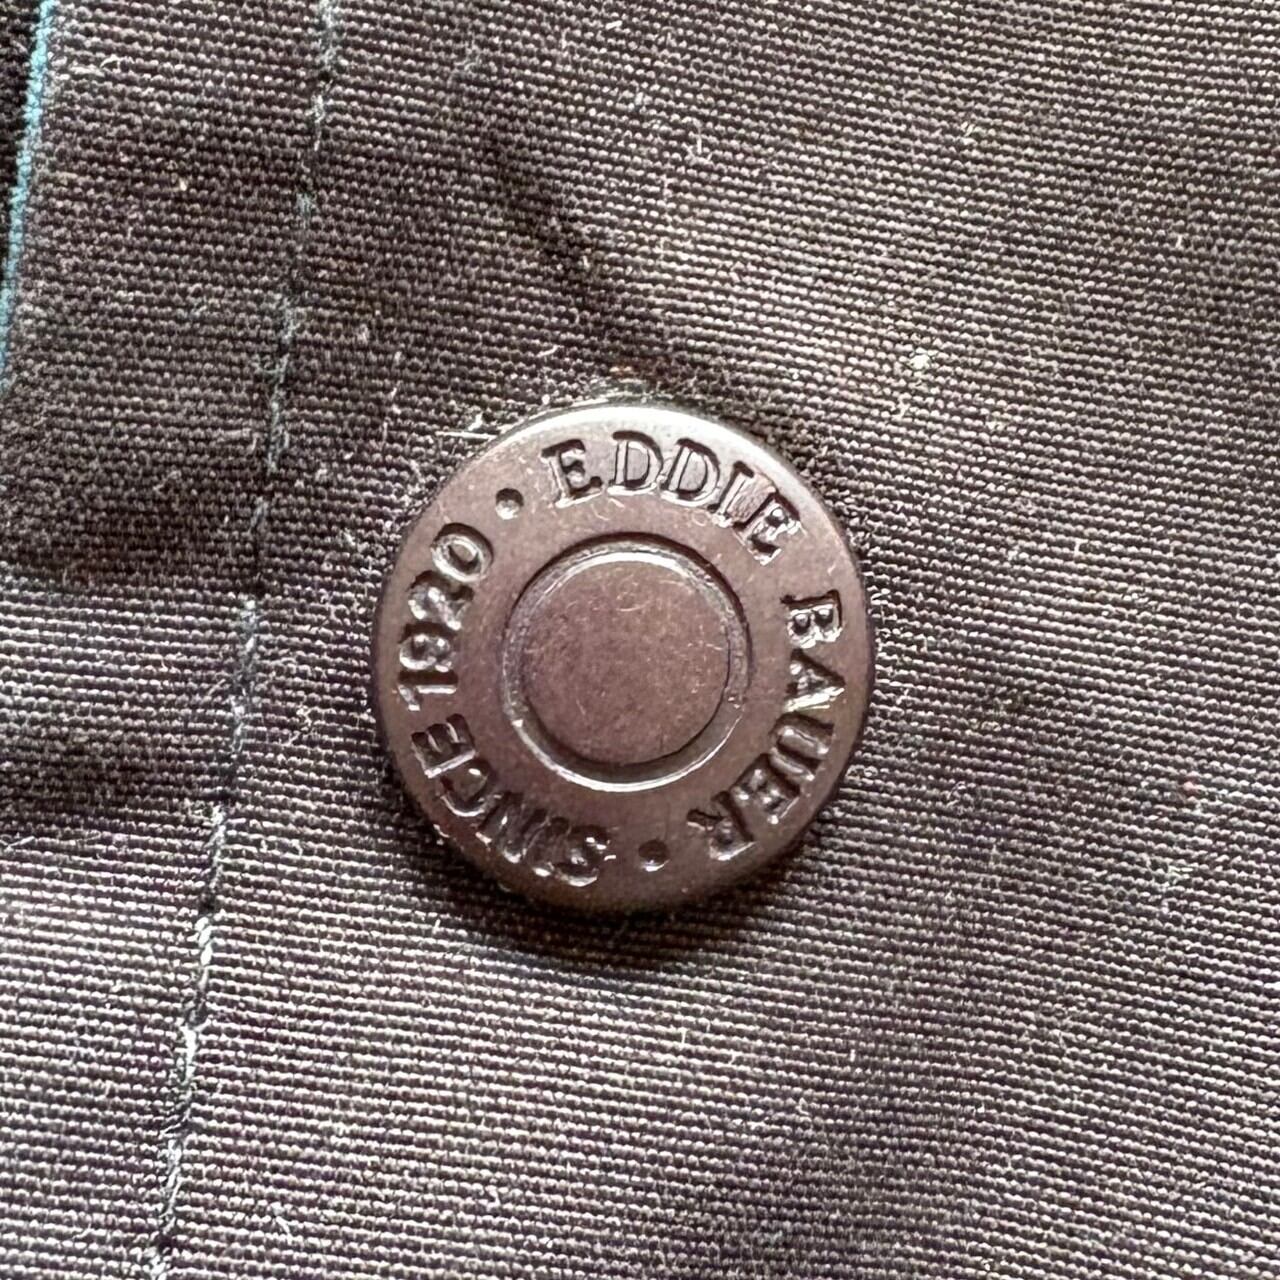 EDDIE BAUER • SINCE 1920 •